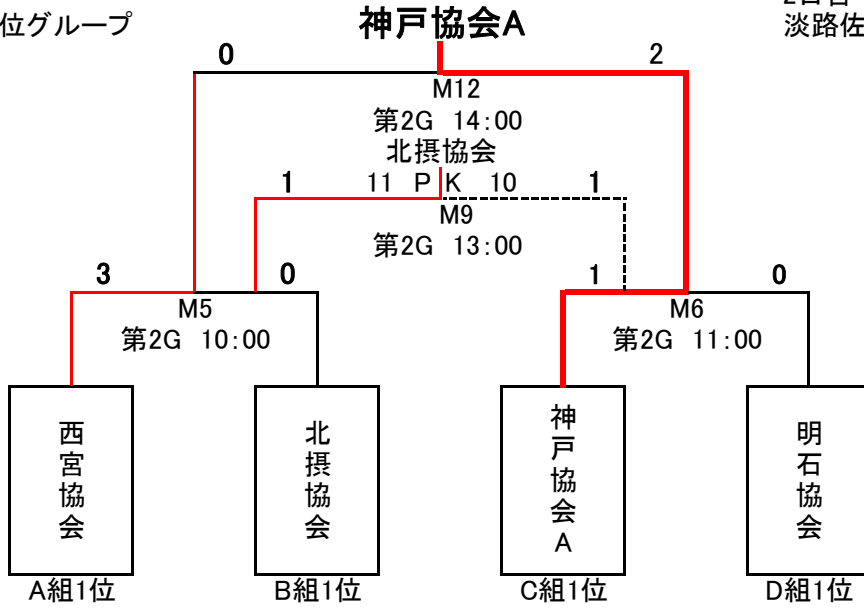 位グループ
神戸協会A
淡路佐
0
2
M12
第2G 14:00
北摂協会
1
11 P K 10
1
M9
第2G 13:00
3
0
1
0
M5
第2G 10:00
M6
第2G 11:00
西宮協会
北摂協会
神戸協会A
明石協会
A組1位
B組1位
C組1位
D組1位